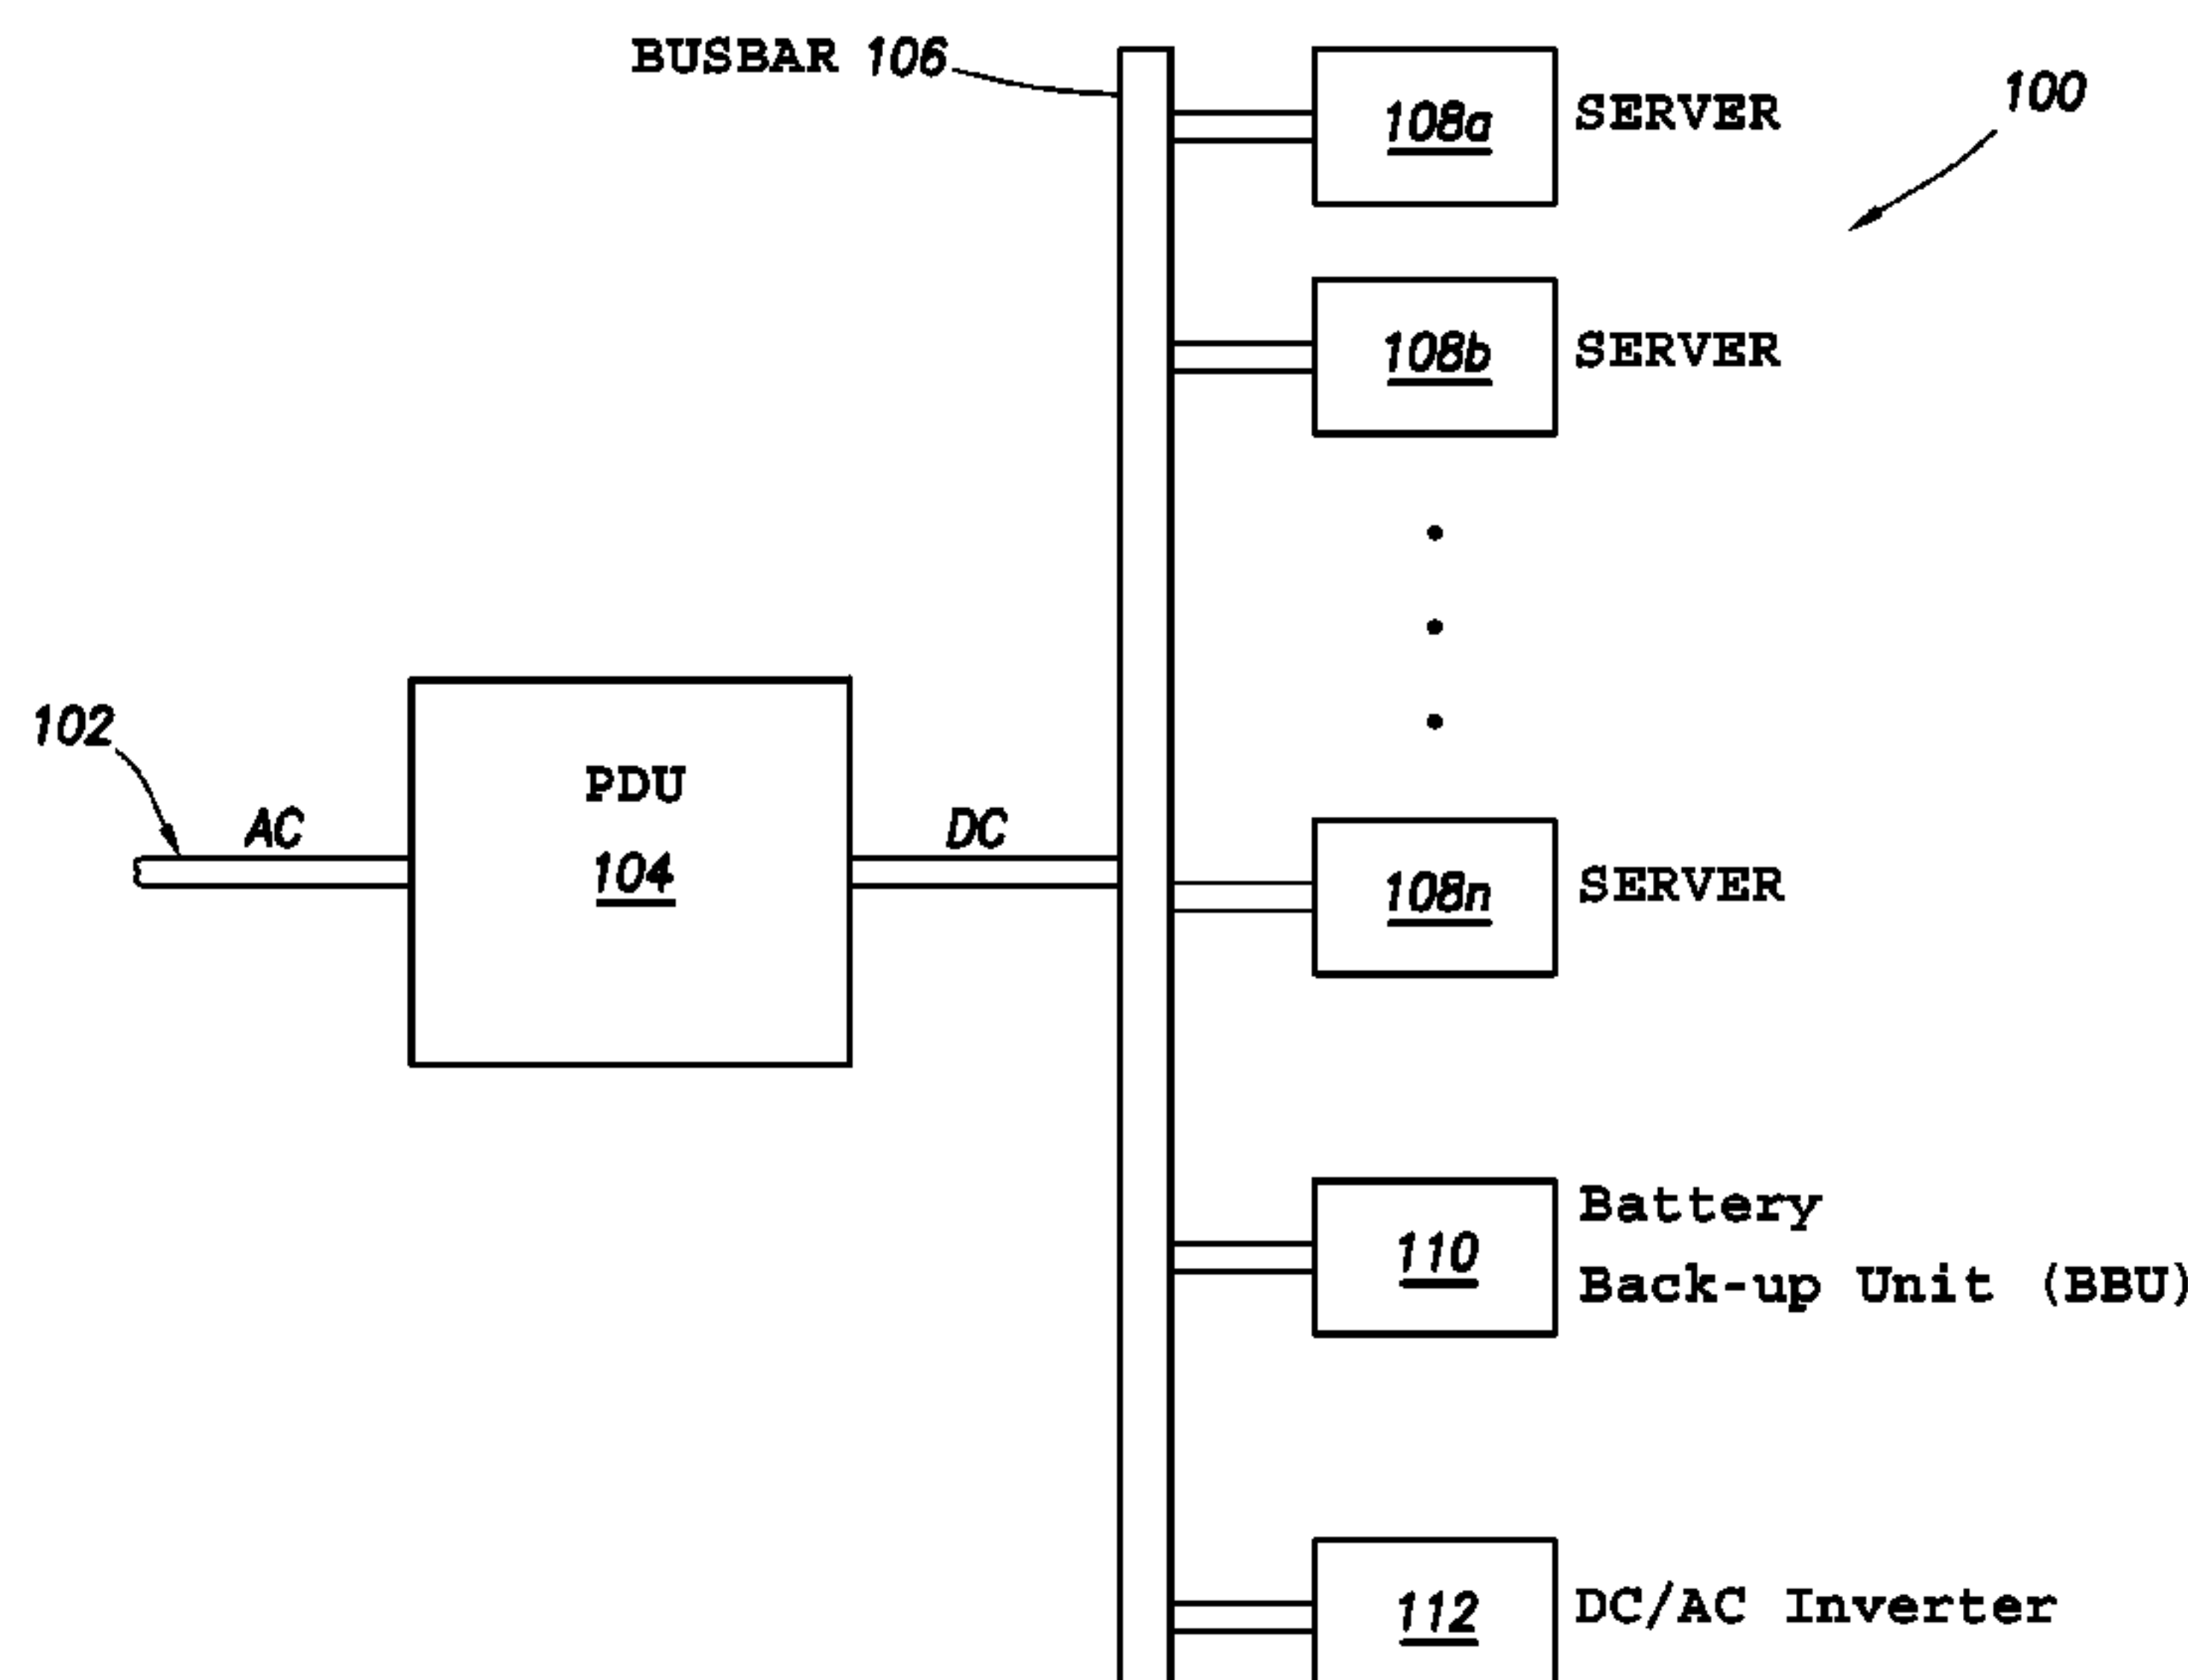 BUSBAR 106
108a SERVER
100
108b SERVER
102
AC
PDU
104
DC
108n SERVER
110
Battery
Back-up Unit (BBU)
112 DC/AC Inverter